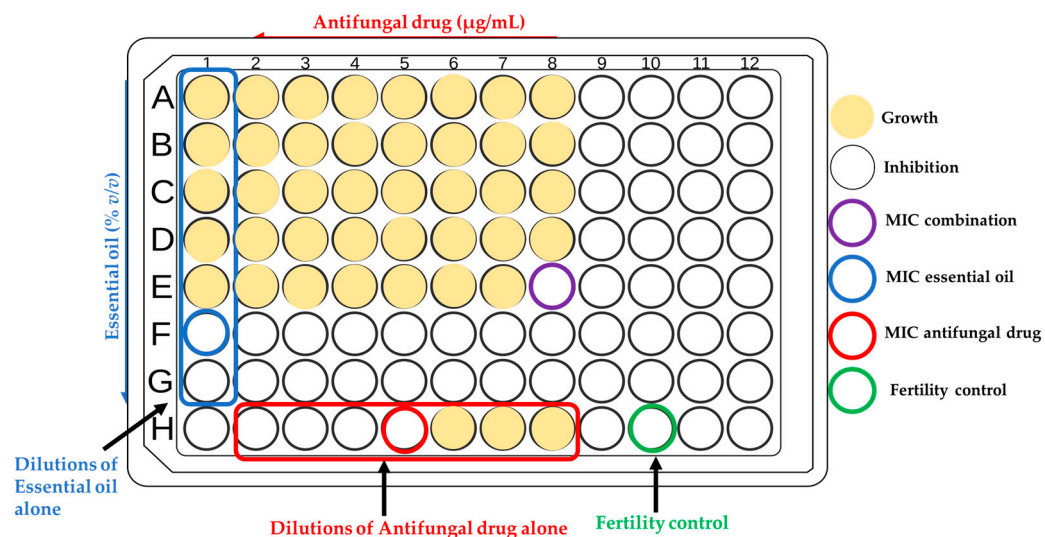 Antifungal drug (µg/mL)
1 2 3 4 5 6 7 8 9 10 11 12
A
B
C
D
E
F
G
H
Essential oil (% v/v)
Growth
Inhibition
MIC combination
MIC essential oil
MIC antifungal drug
Fertility control
Dilutions of
Essential oil
alone
Dilutions of Antifungal drug alone
Fertility control